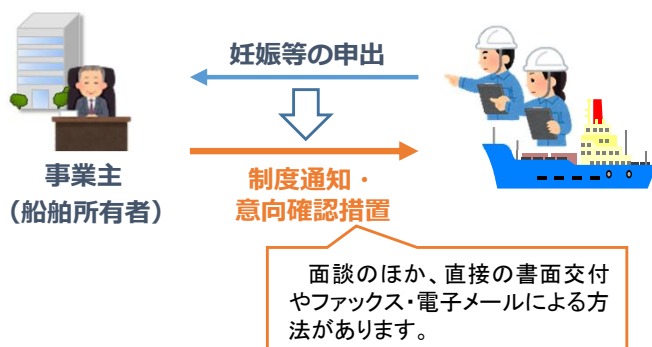 妊娠等の申出
事業主
（船舶所有者）
制度通知・
意向確認措置
面談のほか、直接の書面交付
やファックス・電子メールによる方
法があります。